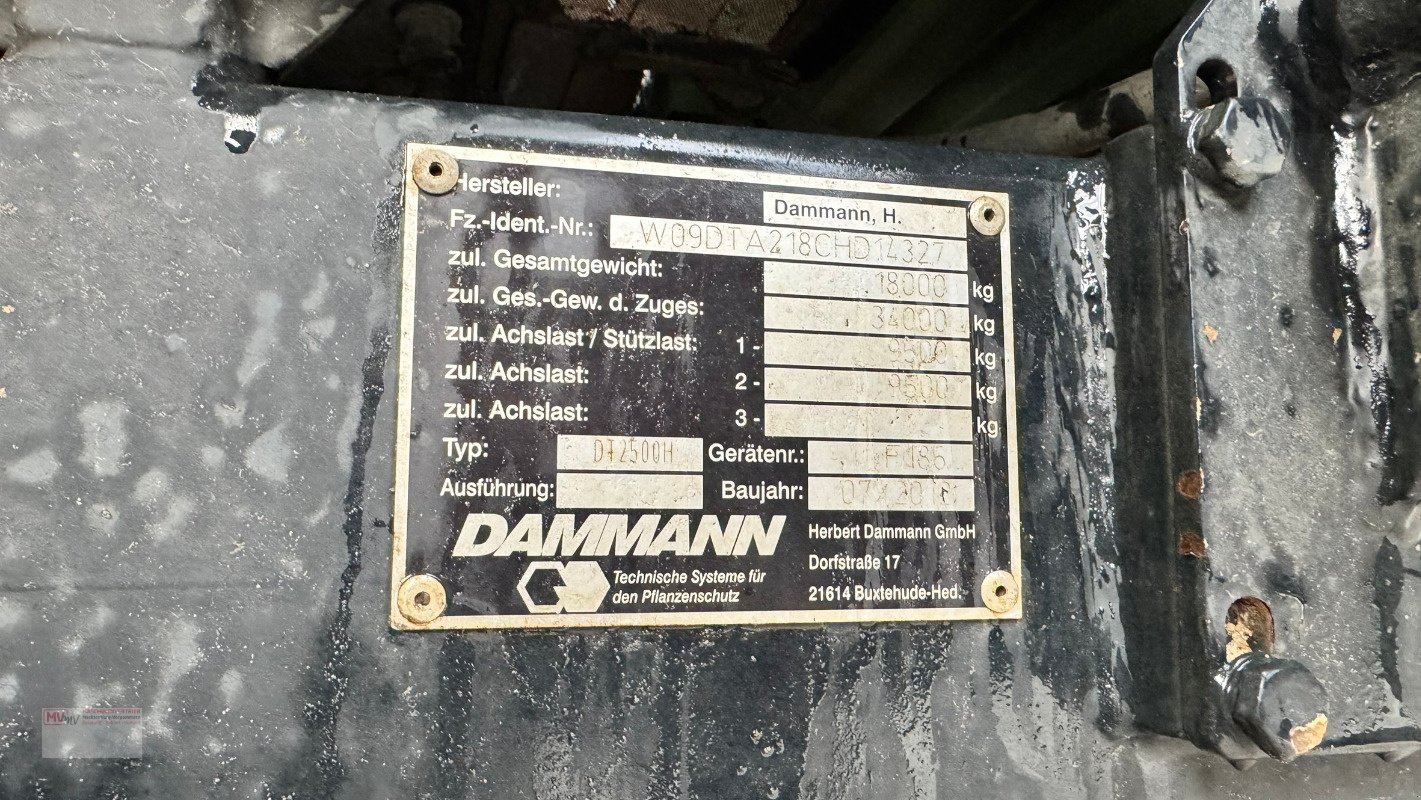 Hersteller: Dammann, H.
Fz.-Ident.-Nr.: W09DTA218CHD14327
zul. Gesamtgewicht: 18000 kg
zul. Ges.-Gew. d. Zuges: 34000 kg
zul. Achslast / Stützlast: 1 - 9500 kg
zul. Achslast: 2 - 9500 kg
zul. Achslast: 3 - kg
Typ: DT2500H Gerätenr.:
Ausführung: Baujahr:
DAMMANN
Technische Systeme für
den Pflanzenschutz
Herbert Dammann GmbH
Dorfstraße 17
21614 Buxtehude-Hed.
MV